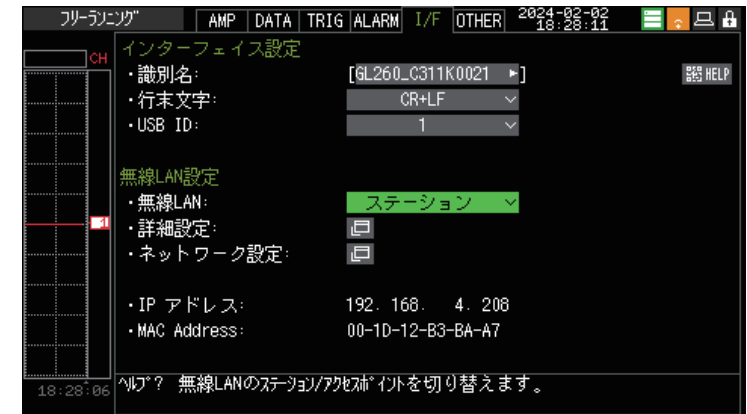 フリーランニング AMP DATA TRIG ALARM I/F OTHER 2024-02-02 18:28:11
CH インターフェイス設定
・識別名: [GL260_C311K0021 ►] HELP
・行末文字: CR+LF
・USB ID: 1
無線LAN設定
・無線LAN: ステーション
1
・詳細設定:
・ネットワーク設定:
・IP アドレス: 192. 168. 4. 208
・MAC Address: 00-1D-12-B3-BA-A7
18:28:06 ヘルプ? 無線LANのステーション/アクセスポイントを切り替えます。